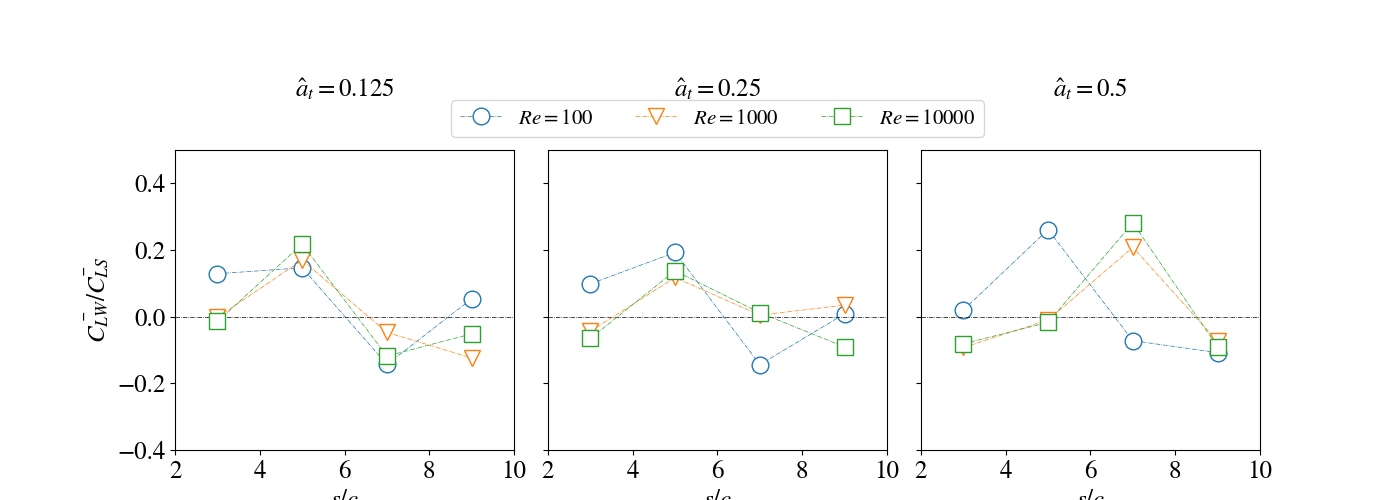 â_t = 0.125 â_t = 0.25 â_t = 0.5
Re = 100 Re = 1000 Re = 10000
0.4
0.2
0.0
−0.2
−0.4
C̄_LW/C̄_LS
2 4 6 8 10 2 4 6 8 10 2 4 6 8 10
s/c s/c s/c